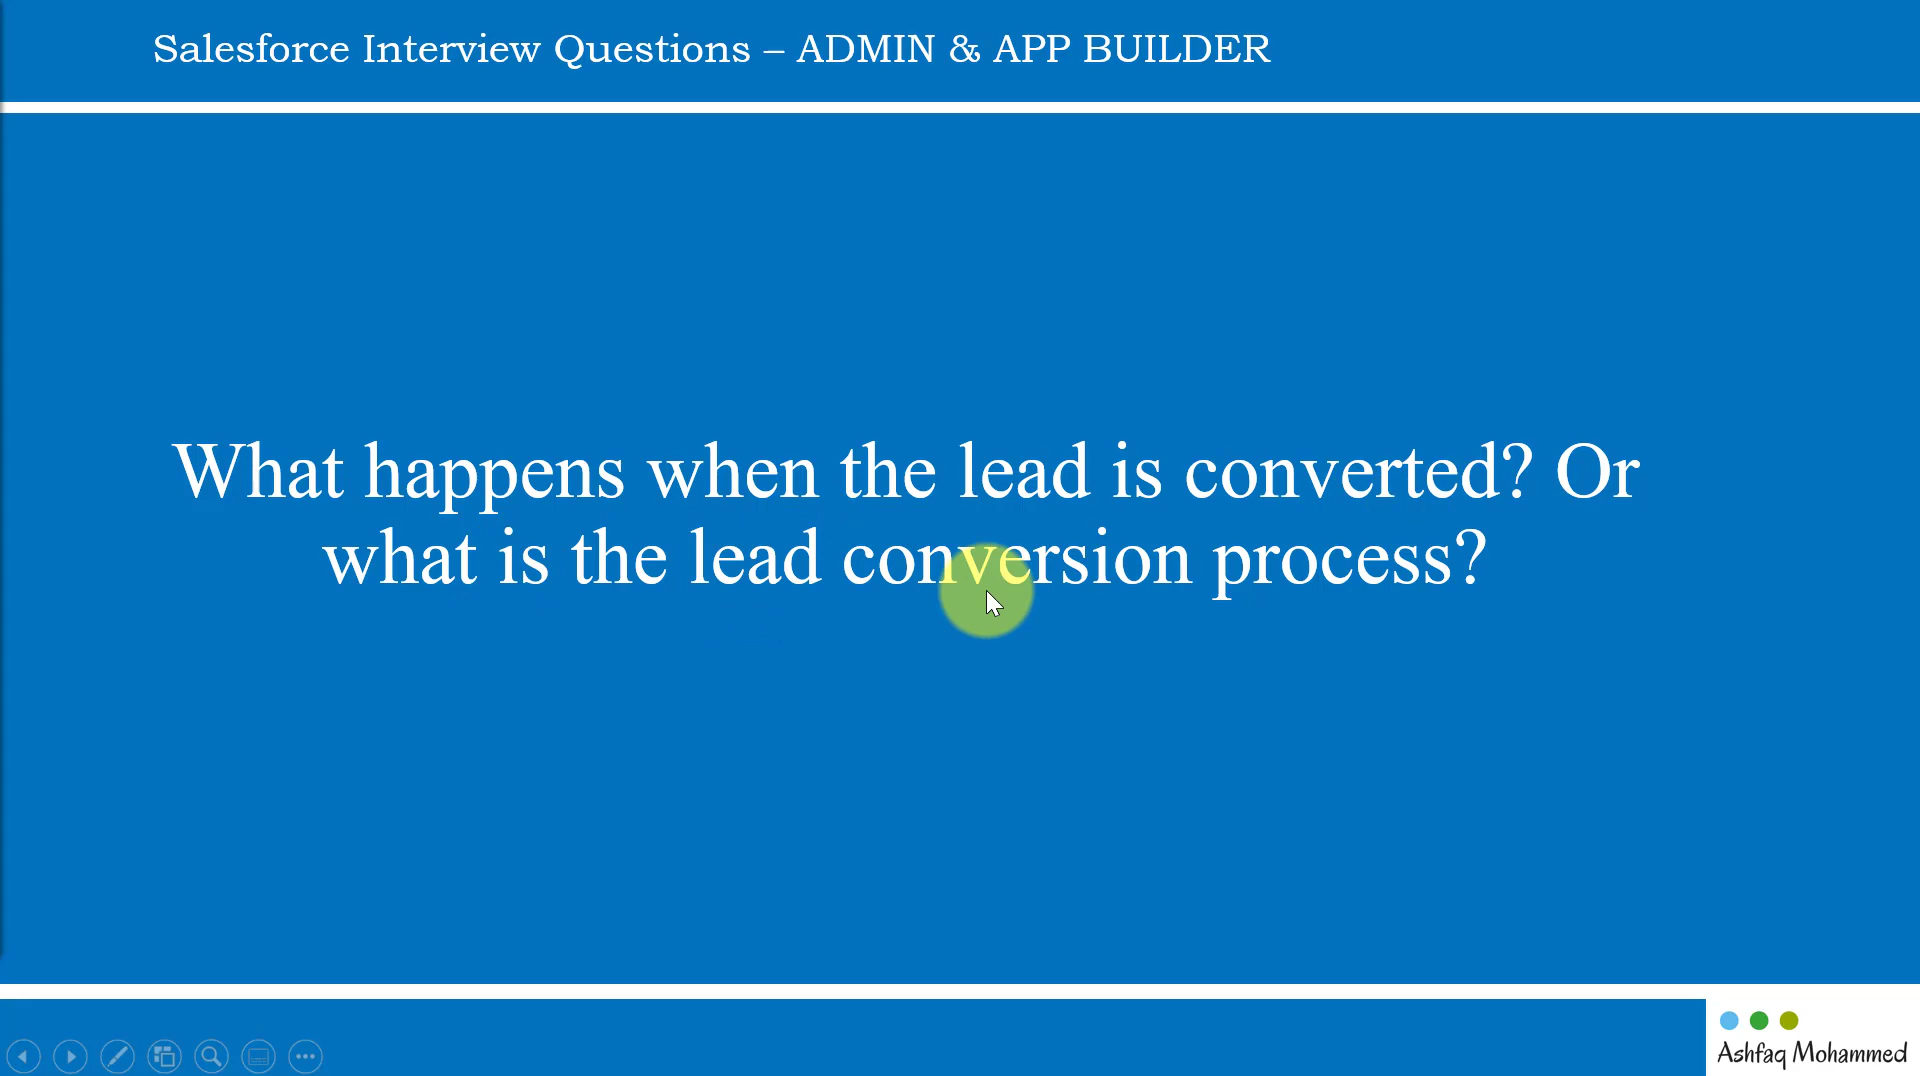 Salesforce Interview Questions – ADMIN & APP BUILDER
What happens when the lead is converted? Or
what is the lead conversion process?
Ashfaq Mohammed